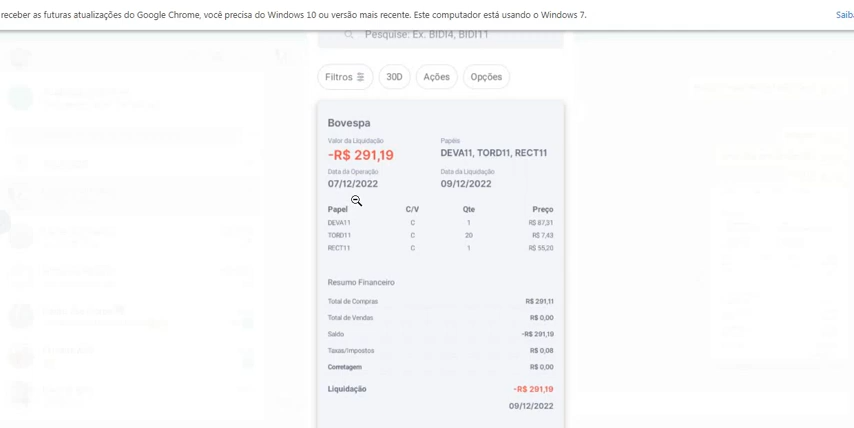 receber as futuras atualizações do Google Chrome, você precisa do Windows 10 ou versão mais recente. Este computador está usando o Windows 7.
Pesquise: Ex. BIDI4, BIDI11
Filtros 30D Ações Opções
Bovespa
Valor da Liquidação Papéis
-R$ 291,19 DEVA11, TORD11, RECT11
Data da Operação Data da Liquidação
07/12/2022 09/12/2022
Papel C/V Qte Preço
DEVA11 C 1 R$ 87,31
TORD11 C 20 R$ 7,43
RECT11 C 1 R$ 55,20
Resumo Financeiro
Total de Compras R$ 291,11
Total de Vendas R$ 0,00
Saldo -R$ 291,19
Taxas/Impostos R$ 0,08
Corretagem R$ 0,00
Liquidação -R$ 291,19
09/12/2022